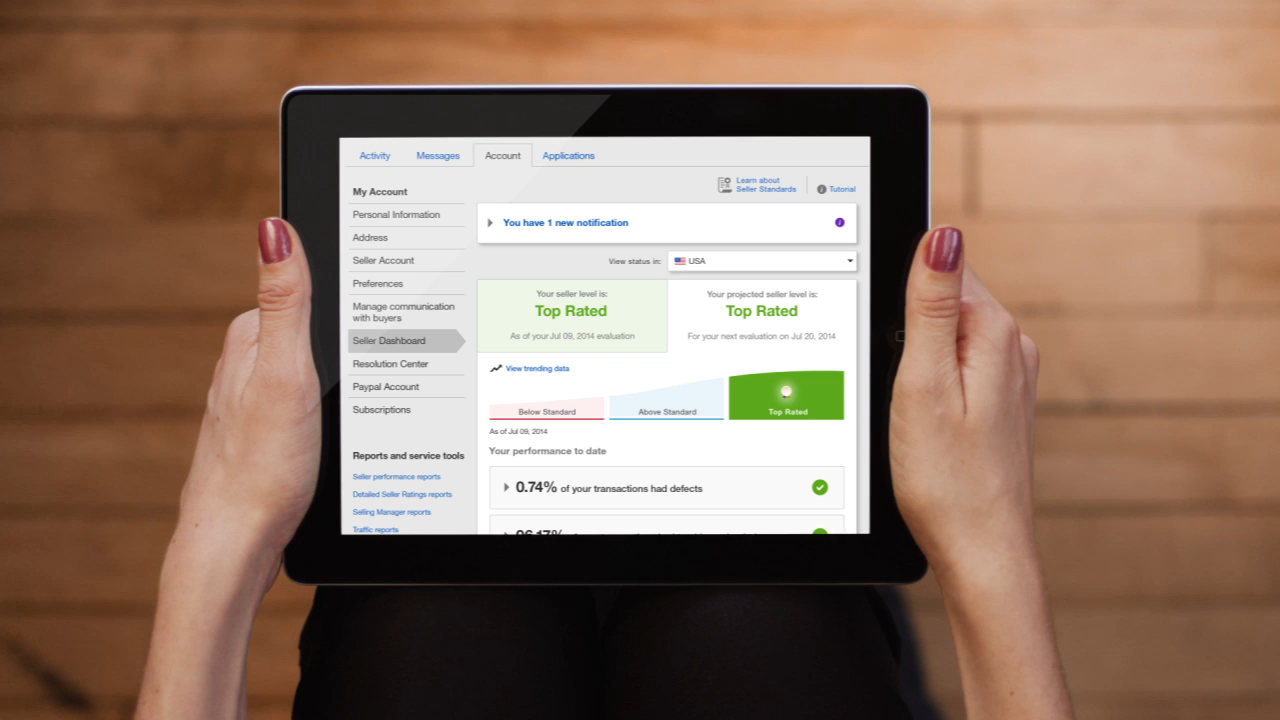 Activity Messages Account Applications
Learn about
Seller Standards
Tutorial
My Account
Personal Information
Address
Seller Account
Preferences
Manage communication
with buyers
Seller Dashboard
Resolution Center
Paypal Account
Subscriptions
Reports and service tools
Seller performance reports
Detailed Seller Ratings reports
Selling Manager reports
Traffic reports
You have 1 new notification
View status in: USA
Your seller level is:
Top Rated
As of your Jul 09, 2014 evaluation
Your projected seller level is:
Top Rated
For your next evaluation on Jul 20, 2014
View trending data
Below Standard Above Standard Top Rated
As of Jul 09, 2014
Your performance to date
0.74% of your transactions had defects